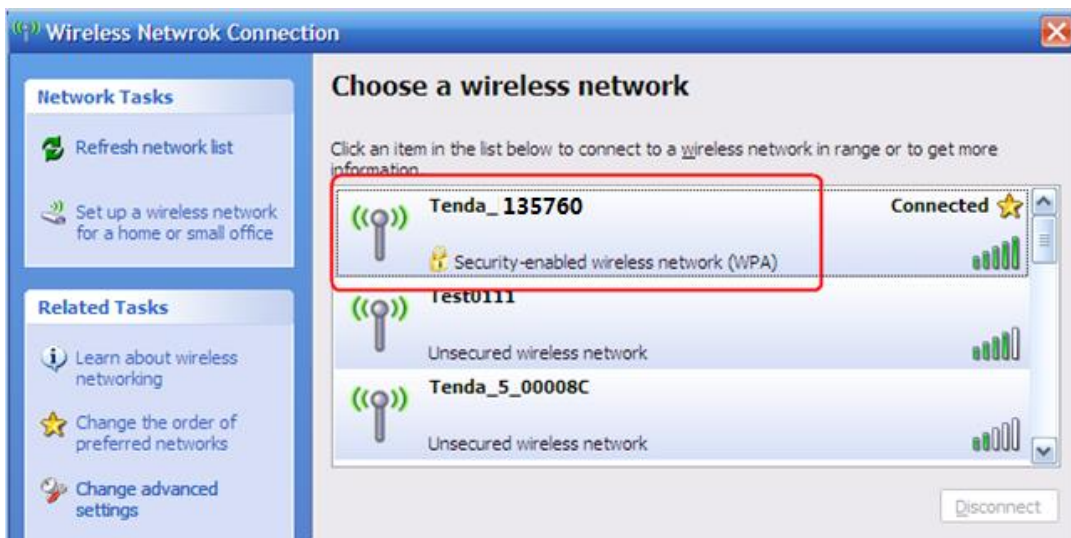 Wireless Netwrok Connection
Network Tasks
Refresh network list
Set up a wireless network
for a home or small office
Related Tasks
Learn about wireless
networking
Change the order of
preferred networks
Change advanced
settings
Choose a wireless network
Click an item in the list below to connect to a wireless network in range or to get more
information.
Tenda_ 135760
Connected
Security-enabled wireless network (WPA)
Test0111
Unsecured wireless network
Tenda_5_00008C
Unsecured wireless network
Disconnect